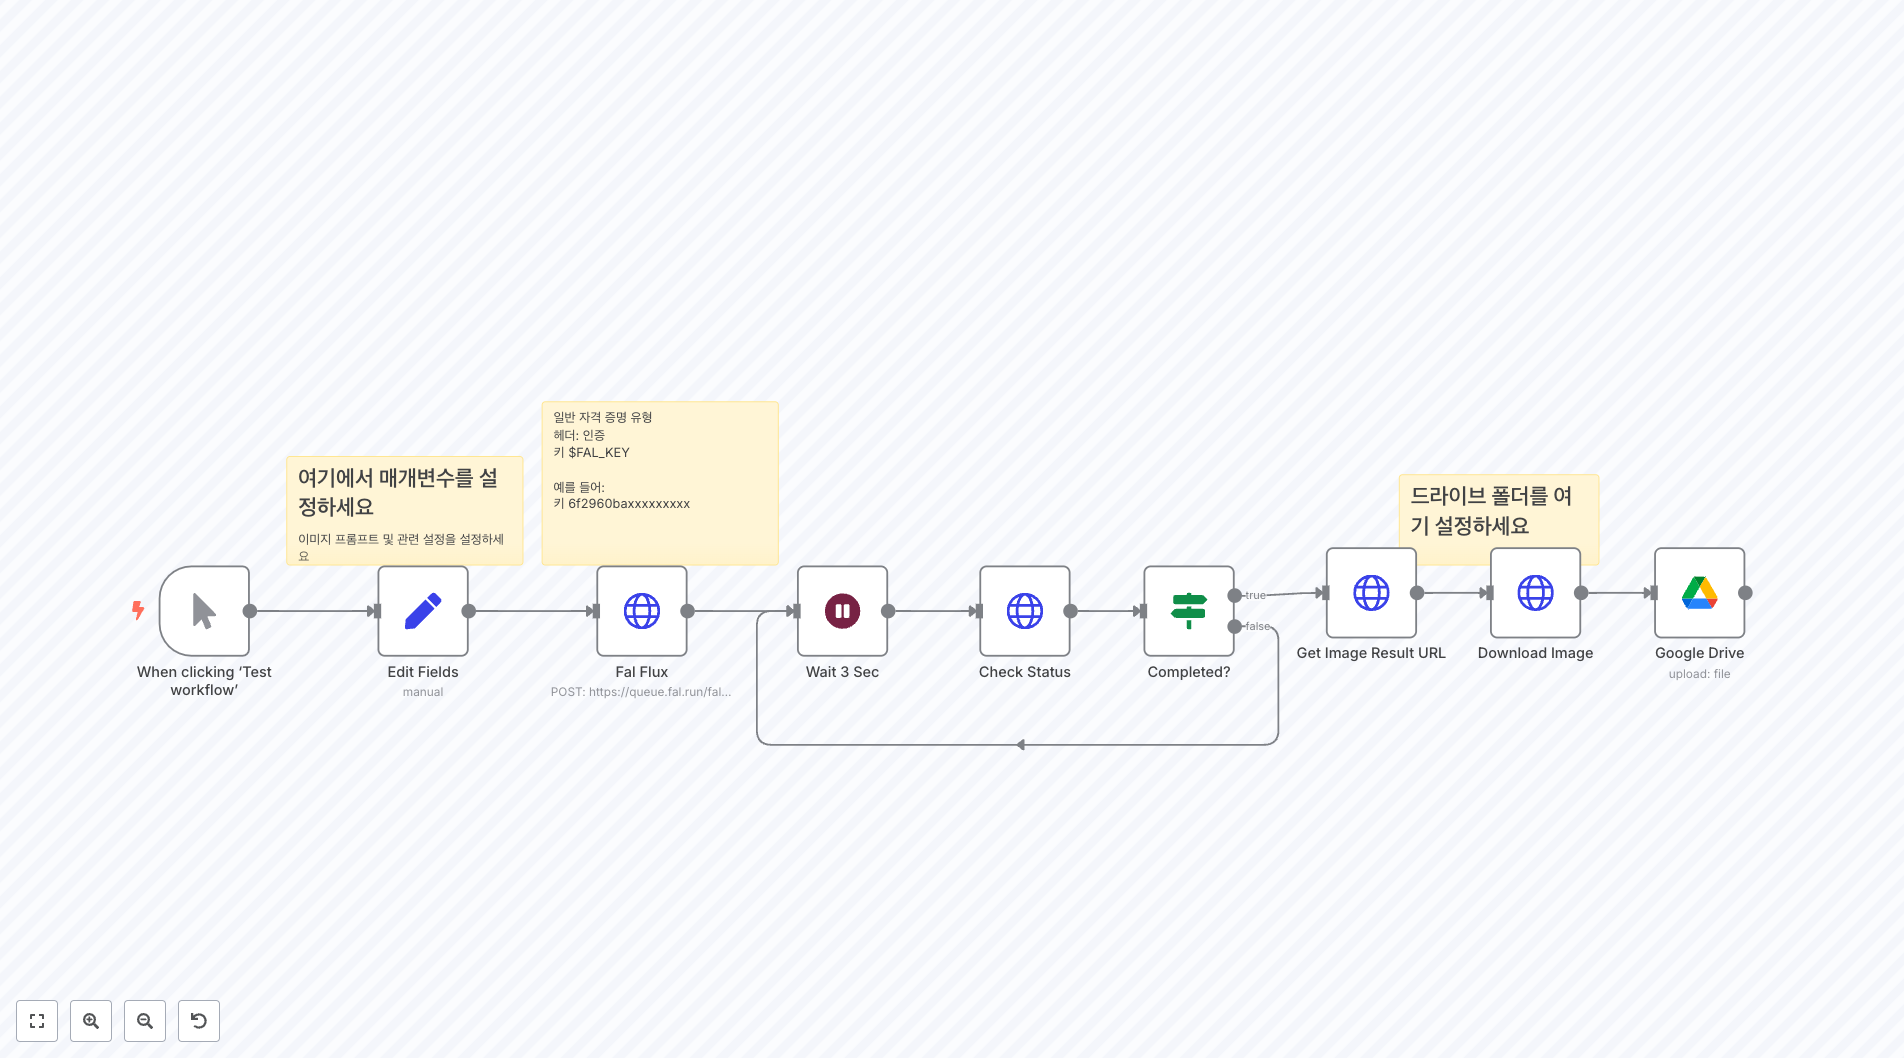 일반 자격 증명 유형
헤더: 인증
키 $FAL_KEY
예를 들어:
키 6f2960baxxxxxxxxx
여기에서 매개변수를 설
정하세요
이미지 프롬프트 및 관련 설정을 설정하세
요
드라이브 폴더를 여
기 설정하세요
true
false
When clicking ‘Test
workflow’
Edit Fields
manual
Fal Flux
POST: https://queue.fal.run/fal...
Wait 3 Sec
Check Status
Completed?
Get Image Result URL
Download Image
Google Drive
upload: file